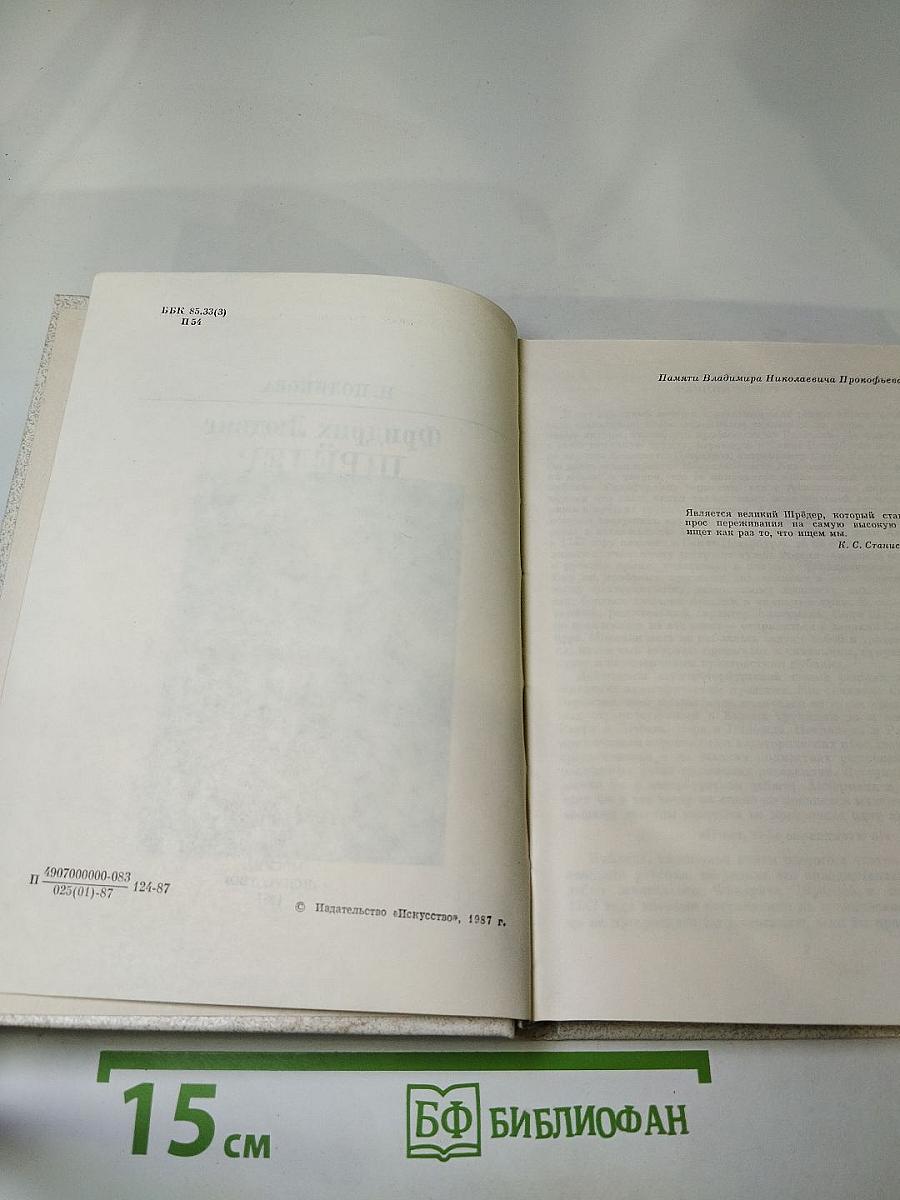 ББК 85.33(3)
П 54
П 4907000000-083
025(01)-87 124-87
© Издательство «Искусство», 1987 г.
Памяти Владимира Николаевича Прокофьева
Является великий Шрёдер, который
прос переживания на самую высокую
ищет как раз то, что ищем мы.
К. С.
15 см
БФ БИБЛИОФАН